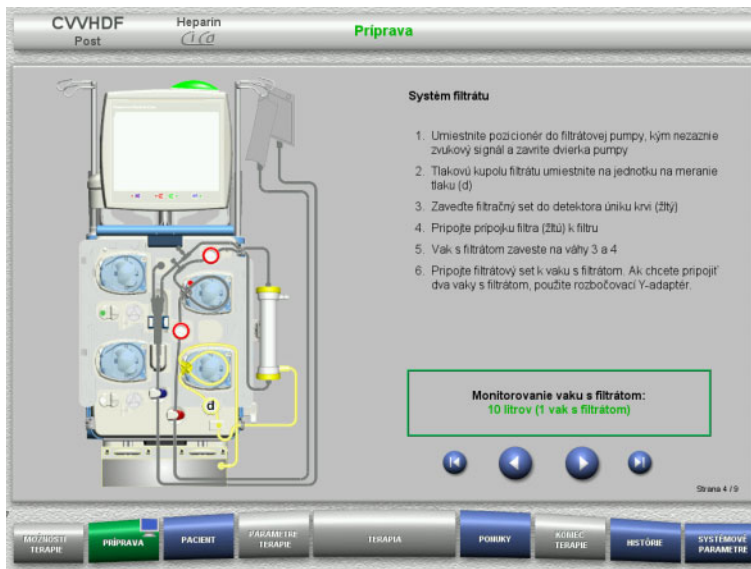 CVVHDF
Post
Heparin
CiCa
Príprava
Systém filtrátu
1. Umiestnite pozicionér do filtrátovej pumpy, kým nezaznie
zvukový signál a zavrite dvierka pumpy
2. Tlakovú kupolu filtrátu umiestnite na jednotku na meranie
tlaku (d)
3. Zaveďte filtračný set do detektora úniku krvi (žltý)
4. Pripojte prípojku filtra (žltú) k filtru
5. Vak s filtrátom zaveste na váhy 3 a 4
6. Pripojte filtrátový set k vaku s filtrátom. Ak chcete pripojiť
dva vaky s filtrátom, použite rozbočovací Y-adaptér.
d
Monitorovanie vaku s filtrátom:
10 litrov (1 vak s filtrátom)
Strana 4 / 9
MOŽNOSTI
TERAPIE
PRÍPRAVA
PACIENT
PARAMETRE
TERAPIE
TERAPIA
PONUKY
KONIEC
TERAPIE
HISTÓRIE
SYSTÉMOVÉ
PARAMETRE